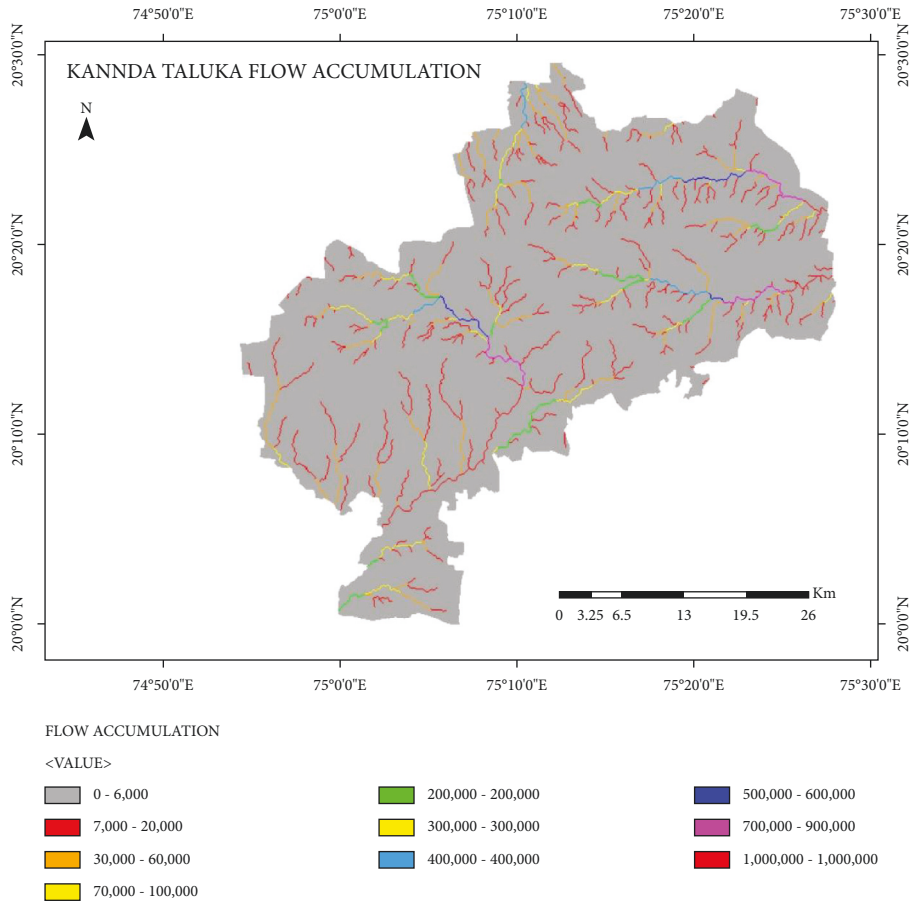 74°50'0"E 75°0'0"E 75°10'0"E 75°20'0"E 75°30'0"E
20°30'0"N 20°30'0"N
KANNDA TALUKA FLOW ACCUMULATION
N
20°20'0"N 20°20'0"N
20°10'0"N 20°10'0"N
Km
0 3.25 6.5 13 19.5 26
20°0'0"N 20°0'0"N
74°50'0"E 75°0'0"E 75°10'0"E 75°20'0"E 75°30'0"E
FLOW ACCUMULATION
<VALUE>
0 - 6,000
7,000 - 20,000
30,000 - 60,000
70,000 - 100,000
200,000 - 200,000
300,000 - 300,000
400,000 - 400,000
500,000 - 600,000
700,000 - 900,000
1,000,000 - 1,000,000